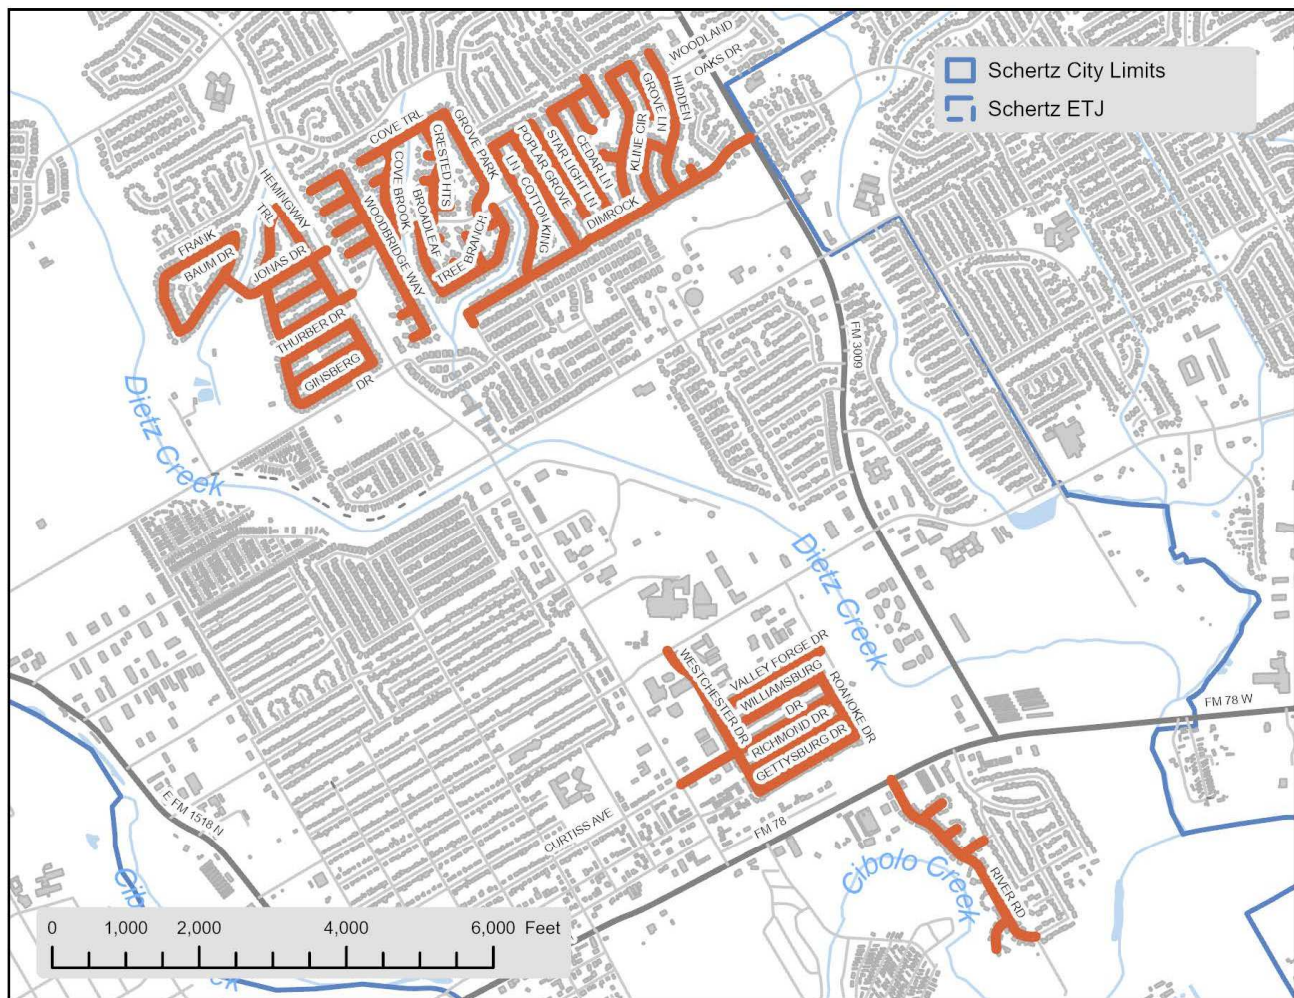 WOODLAND
OAKS DR
Schertz City Limits
Schertz ETJ
HIDDEN
GROVE LN
KLINE CIR
CEDAR LN
STAR LIGHT LN
POPLAR GROVE
LN
COTTON KING
DIMROCK
GROVE PARK
COVE TRL
CRESTED HTS
COVE BROOK
BROADLEAF
TREE BRANCH
WOODBRIDGE WAY
HEMINGWAY
TRL
FRANK
BAUM DR
JONAS DR
THURBER DR
GINSBERG
DR
FM 3009
Dietz Creek
Dietz Creek
VALLEY FORGE DR
WILLIAMSBURG
DR
WESTCHESTER DR
ROANOKE DR
RICHMOND DR
GETTYSBURG DR
FM 78 W
E FM 1518 N
CURTISS AVE
FM 78
Cibolo Creek
RIVER RD
0 1,000 2,000 4,000 6,000 Feet